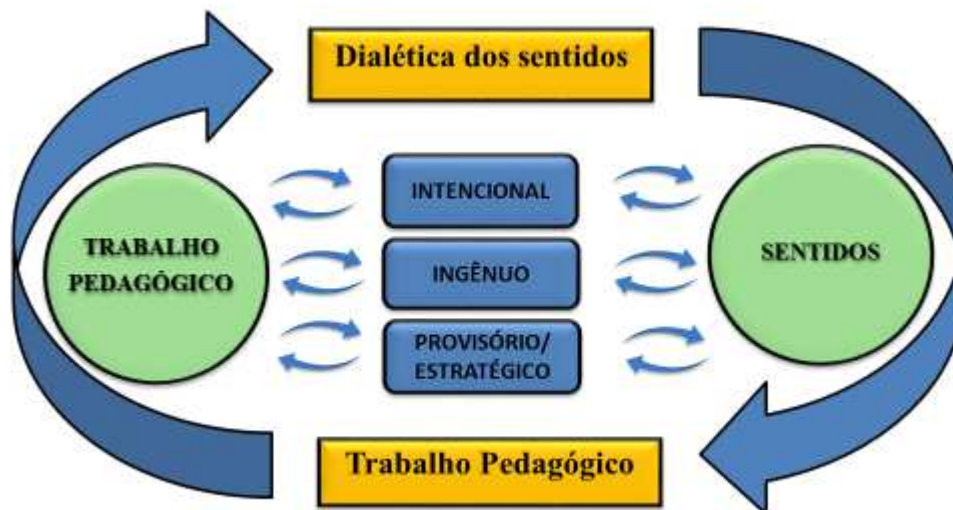 Dialética dos sentidos
TRABALHO
PEDAGÓGICO
INTENCIONAL
INGÊNUO
PROVISÓRIO/
ESTRATÉGICO
SENTIDOS
Trabalho Pedagógico